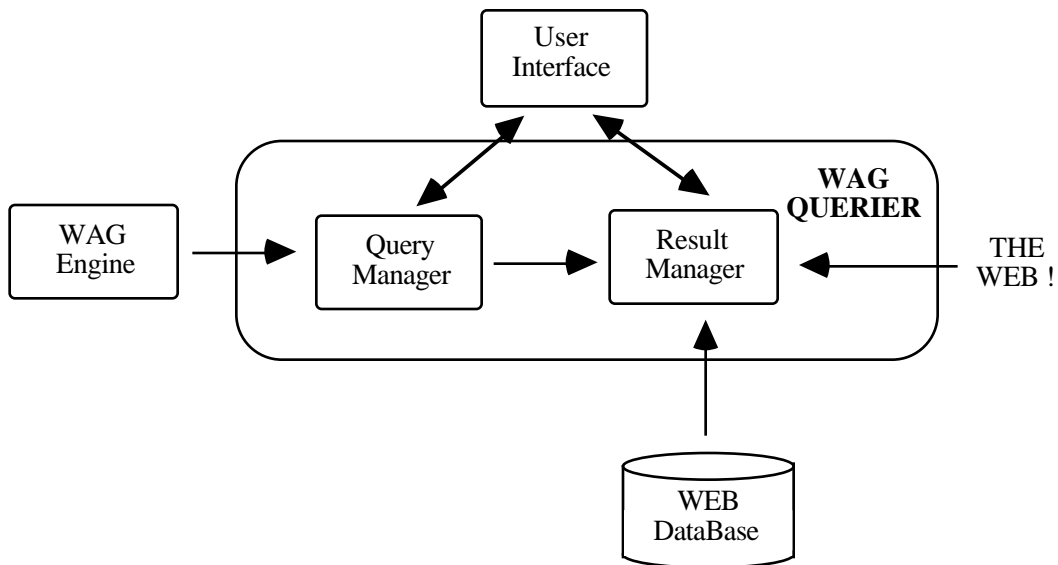 User
Interface
WAG
QUERIER
WAG
Engine
Query
Manager
Result
Manager
THE
WEB !
WEB
DataBase